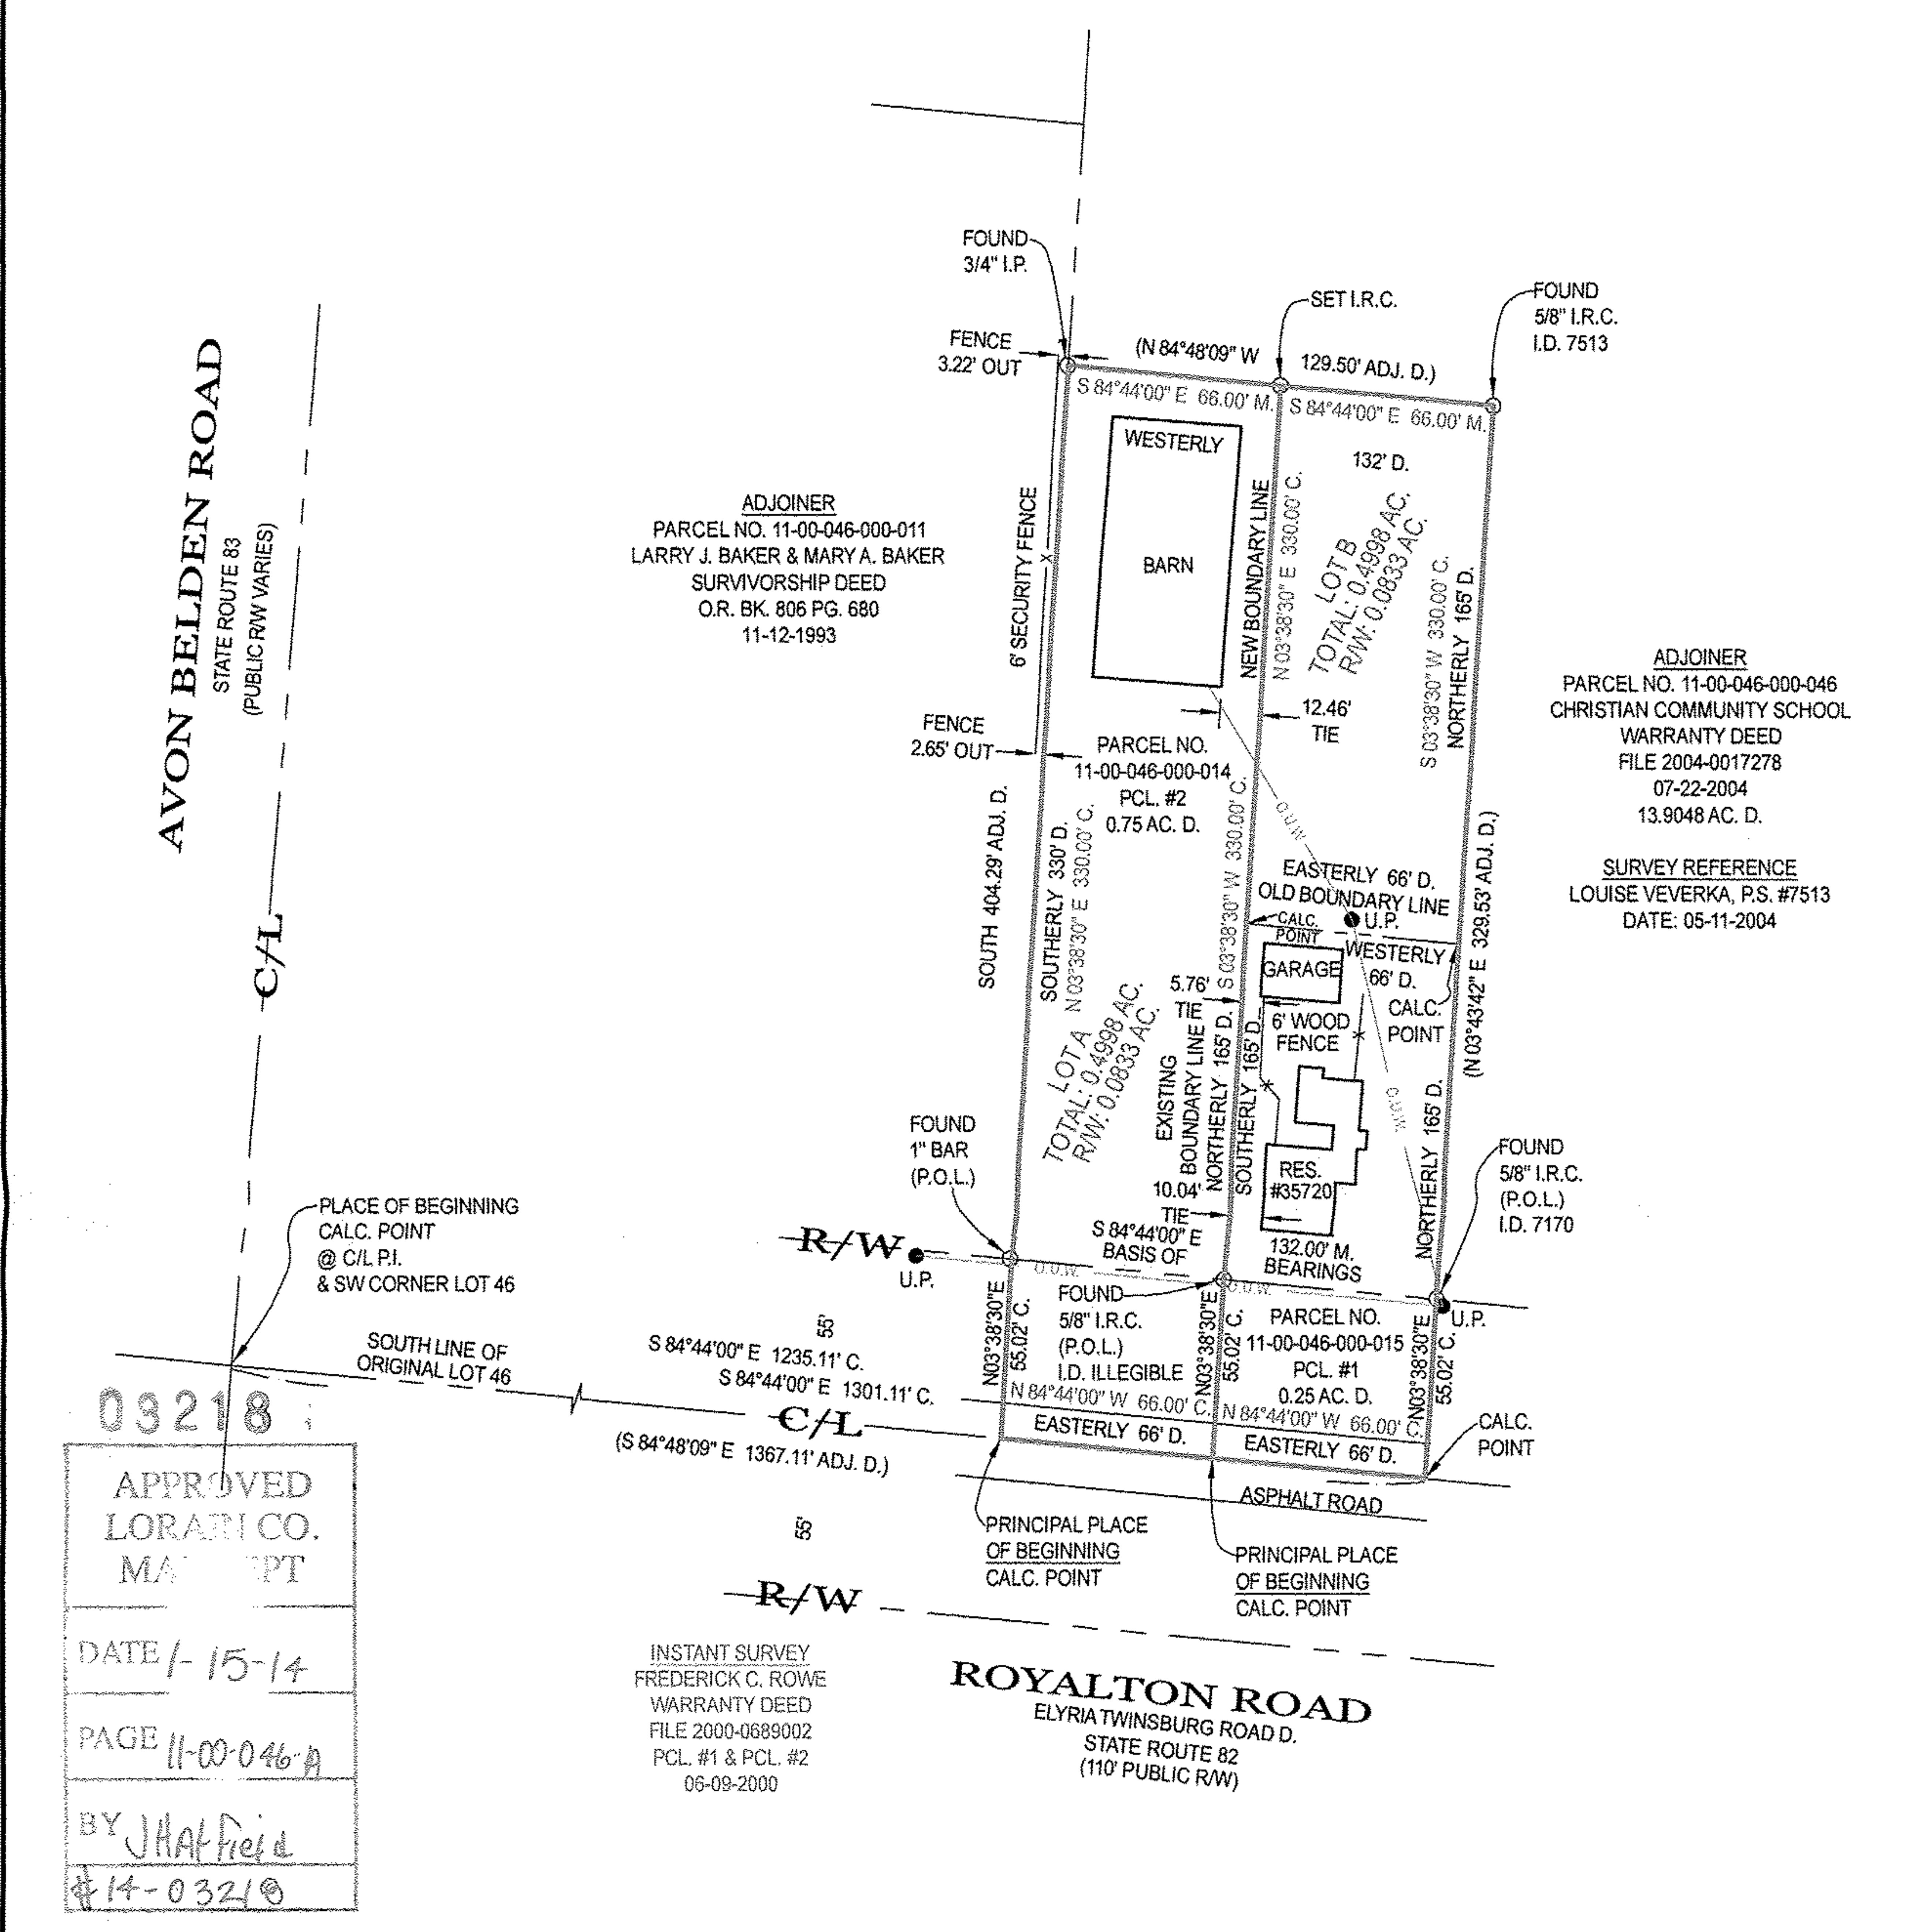 FOUND
3/4" I.P.
SET I.R.C.
FOUND
5/8" I.R.C.
I.D. 7513
FENCE
3.22' OUT
(N 84°48'09" W 129.50' ADJ. D.)
S 84°44'00" E 66.00' M.
S 84°44'00" E 66.00' M.
132' D.
WESTERLY
BARN
AVON BELDEN ROAD
STATE ROUTE 83
(PUBLIC R/W VARIES)
C/L
ADJOINER
PARCEL NO. 11-00-046-000-011
LARRY J. BAKER & MARY A. BAKER
SURVIVORSHIP DEED
O.R. BK. 806 PG. 680
11-12-1993
6' SECURITY FENCE
X
NEW BOUNDARY LINE
N 03°38'30" E 330.00' C.
LOT B
TOTAL: 0.4998 AC.
R/W: 0.0833 AC.
S 03°38'30" W 330.00' C.
NORTHERLY 165' D.
ADJOINER
PARCEL NO. 11-00-046-000-046
CHRISTIAN COMMUNITY SCHOOL
WARRANTY DEED
FILE 2004-0017278
07-22-2004
13.9048 AC. D.
SURVEY REFERENCE
LOUISE VEVERKA, P.S. #7513
DATE: 05-11-2004
12.46'
TIE
FENCE
2.65' OUT
PARCEL NO.
11-00-046-000-014
PCL. #2
0.75 AC. D.
O.U.W.
SOUTH 404.29' ADJ. D.
SOUTHERLY 330' D.
N 03°38'30" E 330.00' C.
S 03°38'30" W 330.00' C.
EASTERLY 66' D.
OLD BOUNDARY LINE
CALC.
POINT
U.P.
WESTERLY
66' D.
GARAGE
CALC.
POINT
(N 03°43'42" E 329.53' ADJ. D.)
5.76'
TIE
6' WOOD
FENCE
LOT A
TOTAL: 0.4998 AC.
R/W: 0.0833 AC.
EXISTING
BOUNDARY LINE
NORTHERLY 165' D.
SOUTHERLY 165' D.
O.U.W.
NORTHERLY 165' D.
RES.
#35720
10.04'
TIE
FOUND
1" BAR
(P.O.L.)
FOUND
5/8" I.R.C.
(P.O.L.)
I.D. 7170
PLACE OF BEGINNING
CALC. POINT
@ C/L P.I.
& SW CORNER LOT 46
R/W
U.P.
S 84°44'00" E 132.00' M.
BASIS OF BEARINGS
O.U.W.
O.U.W.
U.P.
N03°38'30"E
55.02' C.
FOUND
5/8" I.R.C.
(P.O.L.)
I.D. ILLEGIBLE
N03°38'30"E
55.02' C.
PARCEL NO.
11-00-046-000-015
PCL. #1
0.25 AC. D.
N03°38'30"E
55.02' C.
55'
SOUTH LINE OF
ORIGINAL LOT 46
S 84°44'00" E 1235.11' C.
S 84°44'00" E 1301.11' C.
C/L
(S 84°48'09" E 1367.11' ADJ. D.)
N 84°44'00" W 66.00' C.
N 84°44'00" W 66.00' C.
EASTERLY 66' D.
EASTERLY 66' D.
CALC.
POINT
ASPHALT ROAD
55'
PRINCIPAL PLACE
OF BEGINNING
CALC. POINT
PRINCIPAL PLACE
OF BEGINNING
CALC. POINT
R/W
ROYALTON ROAD
ELYRIA TWINSBURG ROAD D.
STATE ROUTE 82
(110' PUBLIC R/W)
INSTANT SURVEY
FREDERICK C. ROWE
WARRANTY DEED
FILE 2000-0689002
PCL. #1 & PCL. #2
06-09-2000
03218
APPROVED
LORAIN CO.
DATE 1-15-14
PAGE 11-00-046-A
BY JHatfield
#14-03218